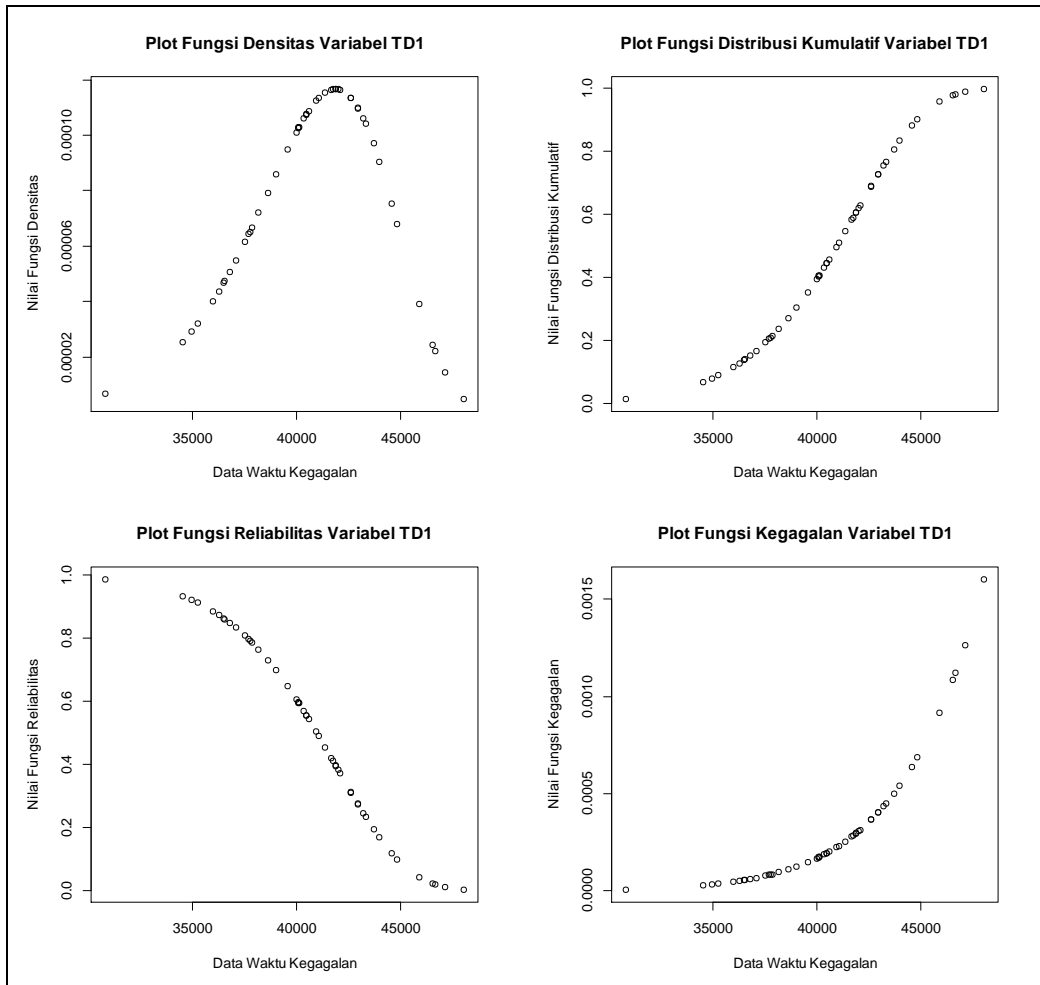 Plot Fungsi Densitas Variabel TD1
Nilai Fungsi Densitas
0.00010
0.00006
0.00002
35000 40000 45000
Data Waktu Kegagalan
Plot Fungsi Distribusi Kumulatif Variabel TD1
Nilai Fungsi Distribusi Kumulatif
1.0
0.8
0.6
0.4
0.2
0.0
35000 40000 45000
Data Waktu Kegagalan
Plot Fungsi Reliabilitas Variabel TD1
Nilai Fungsi Reliabilitas
1.0
0.8
0.6
0.4
0.2
0.0
35000 40000 45000
Data Waktu Kegagalan
Plot Fungsi Kegagalan Variabel TD1
Nilai Fungsi Kegagalan
0.0015
0.0010
0.0005
0.0000
35000 40000 45000
Data Waktu Kegagalan